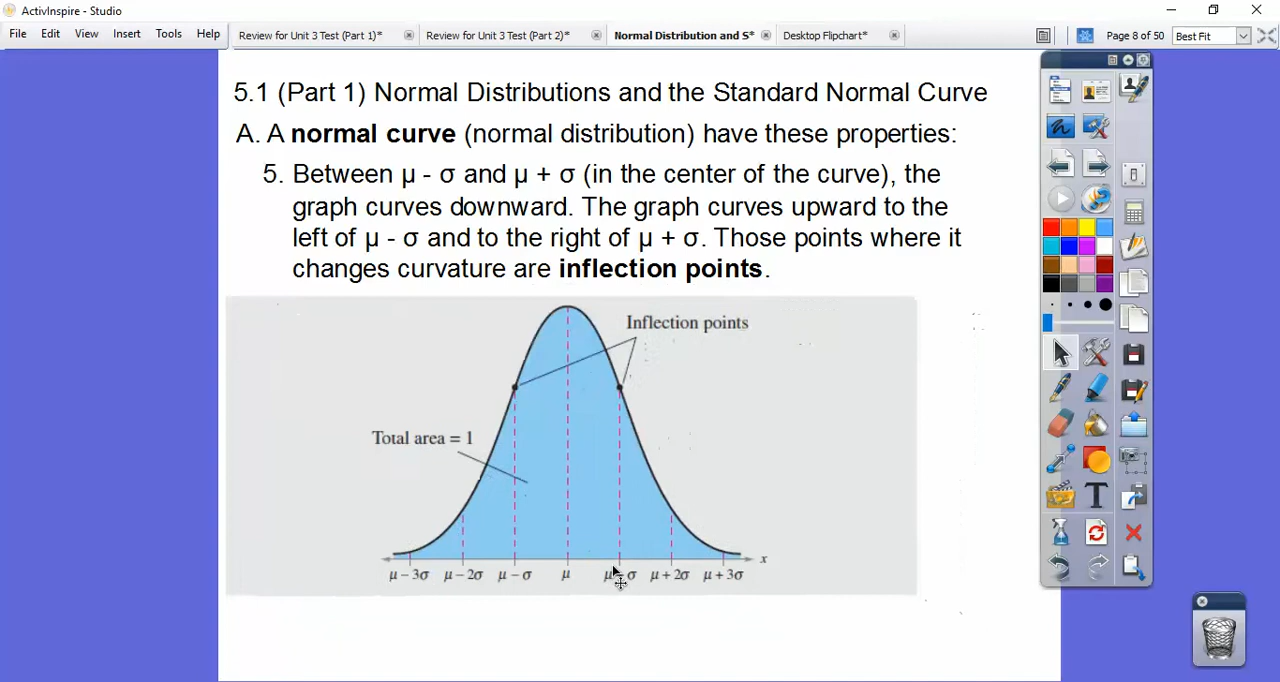 ActivInspire - Studio
File Edit View Insert Tools Help
Review for Unit 3 Test (Part 1)* Review for Unit 3 Test (Part 2)* Normal Distribution and S* Desktop Flipchart* Page 8 of 50 Best Fit
5.1 (Part 1) Normal Distributions and the Standard Normal Curve
A. A normal curve (normal distribution) have these properties:
5. Between μ - σ and μ + σ (in the center of the curve), the
graph curves downward. The graph curves upward to the
left of μ - σ and to the right of μ + σ. Those points where it
changes curvature are inflection points.
Inflection points
Total area = 1
x
μ − 3σ μ − 2σ μ − σ μ μ + σ μ + 2σ μ + 3σ
T